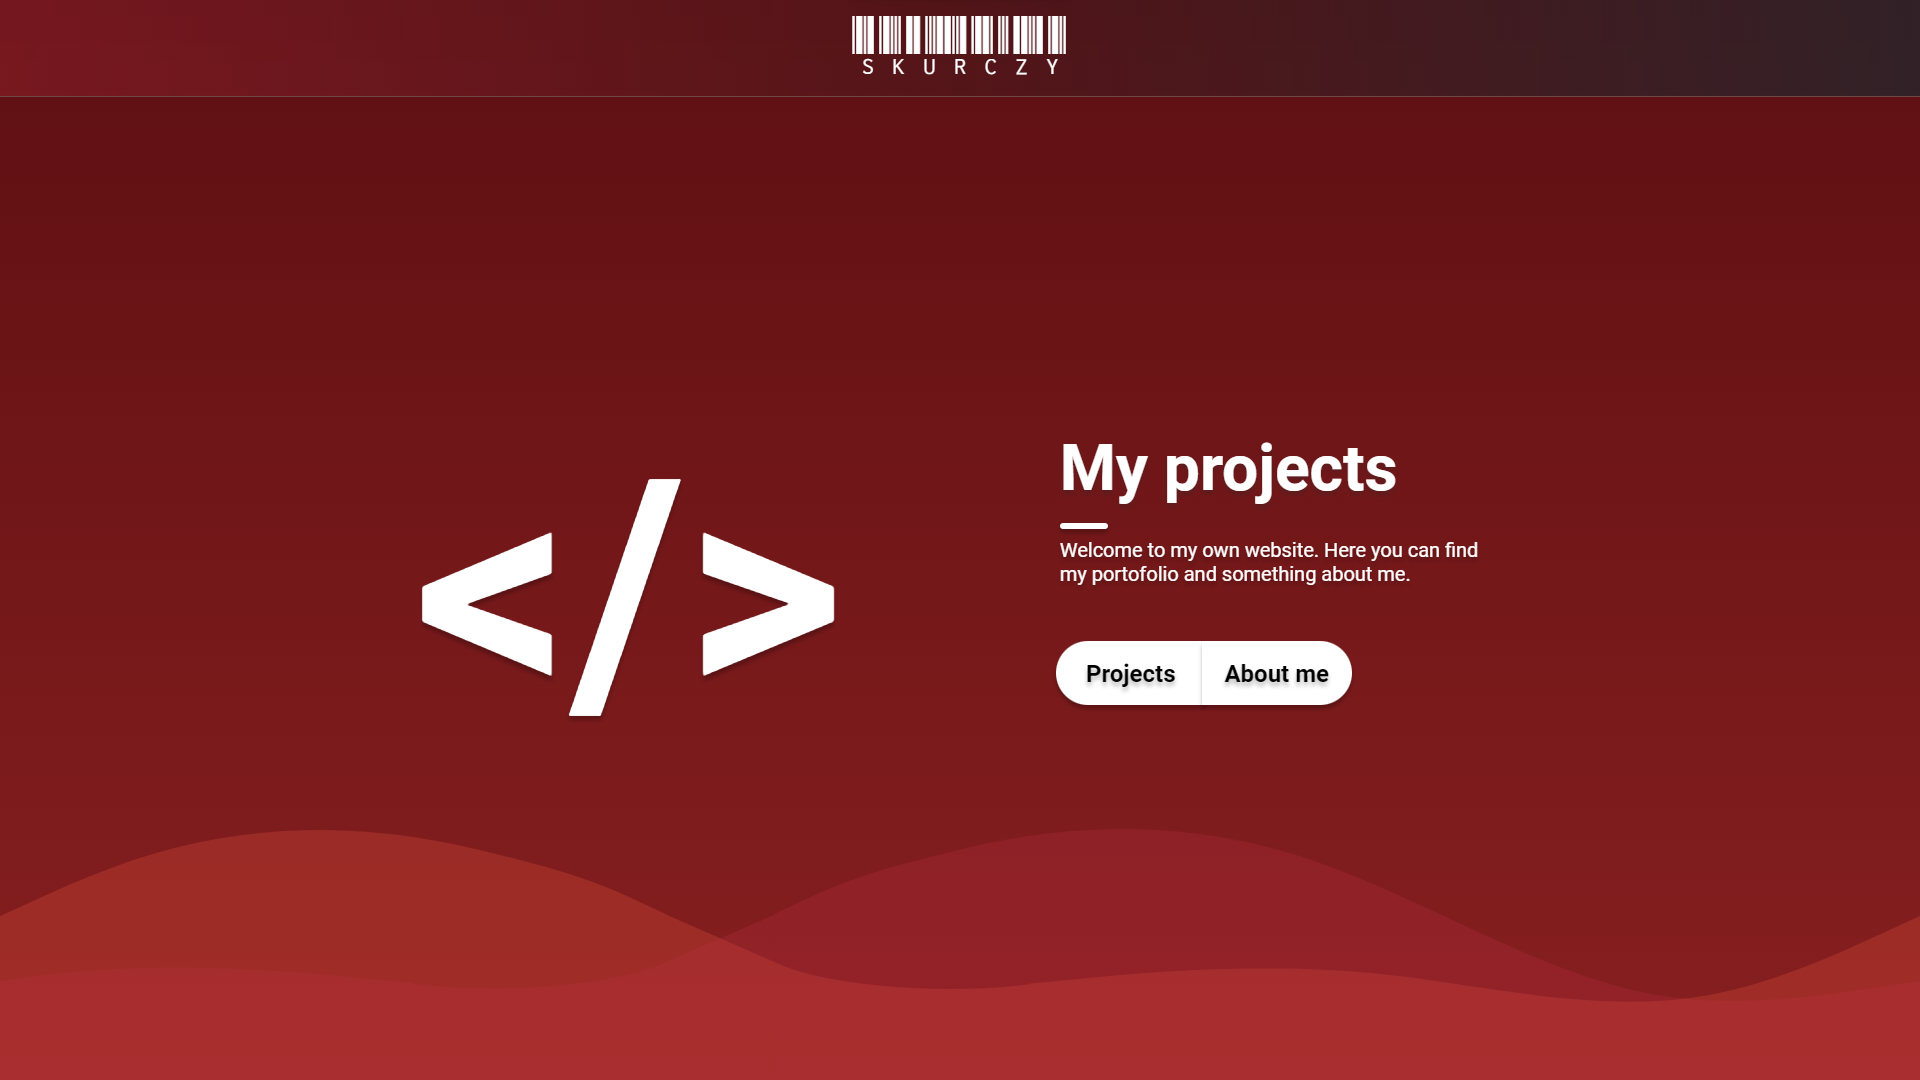 S K U R C Z Y
My projects
</>
Welcome to my own website. Here you can find
my portofolio and something about me.
Projects About me